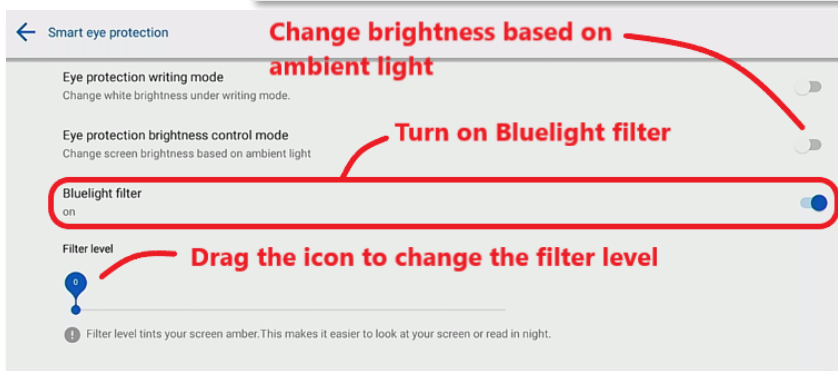 Smart eye protection
Change brightness based on
ambient light
Eye protection writing mode
Change white brightness under writing mode.
Eye protection brightness control mode
Change screen brightness based on ambient light
Turn on Bluelight filter
Bluelight filter
on
Filter level
Drag the icon to change the filter level
0
Filter level tints your screen amber.This makes it easier to look at your screen or read in night.